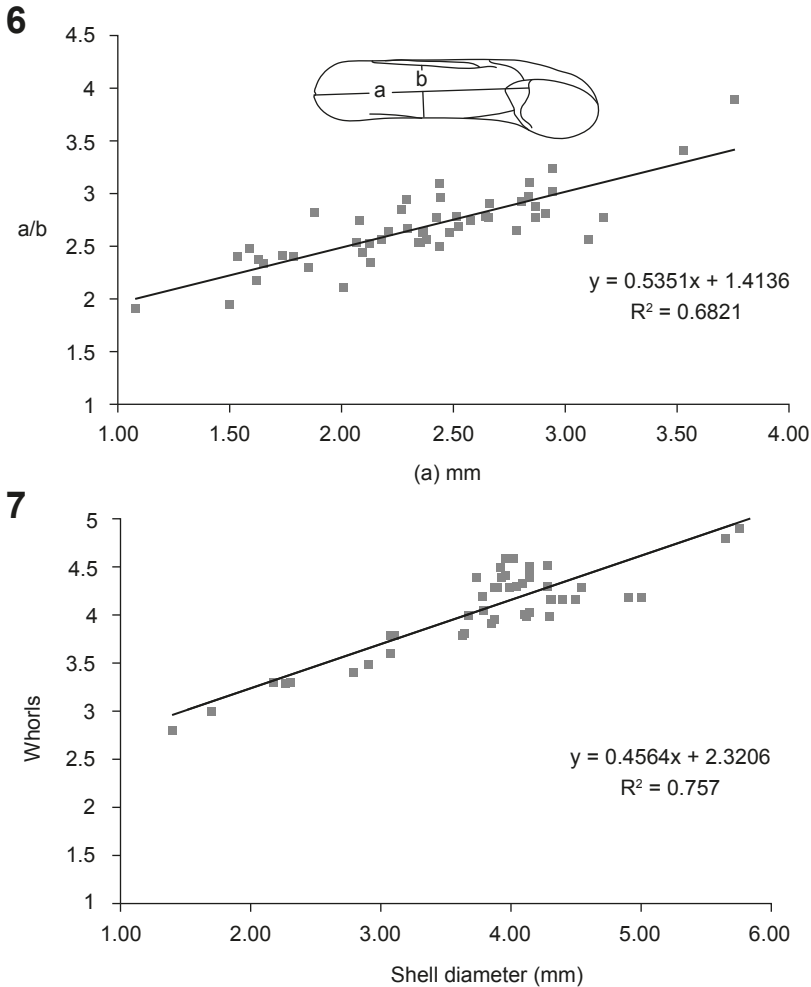 6
4.5
4
3.5
3
2.5
2
1.5
1
a/b
a
b
y = 0.5351x + 1.4136
R² = 0.6821
1.00 1.50 2.00 2.50 3.00 3.50 4.00
(a) mm
7
5
4.5
4
3.5
3
2.5
2
1.5
1
Whorls
y = 0.4564x + 2.3206
R² = 0.757
1.00 2.00 3.00 4.00 5.00 6.00
Shell diameter (mm)